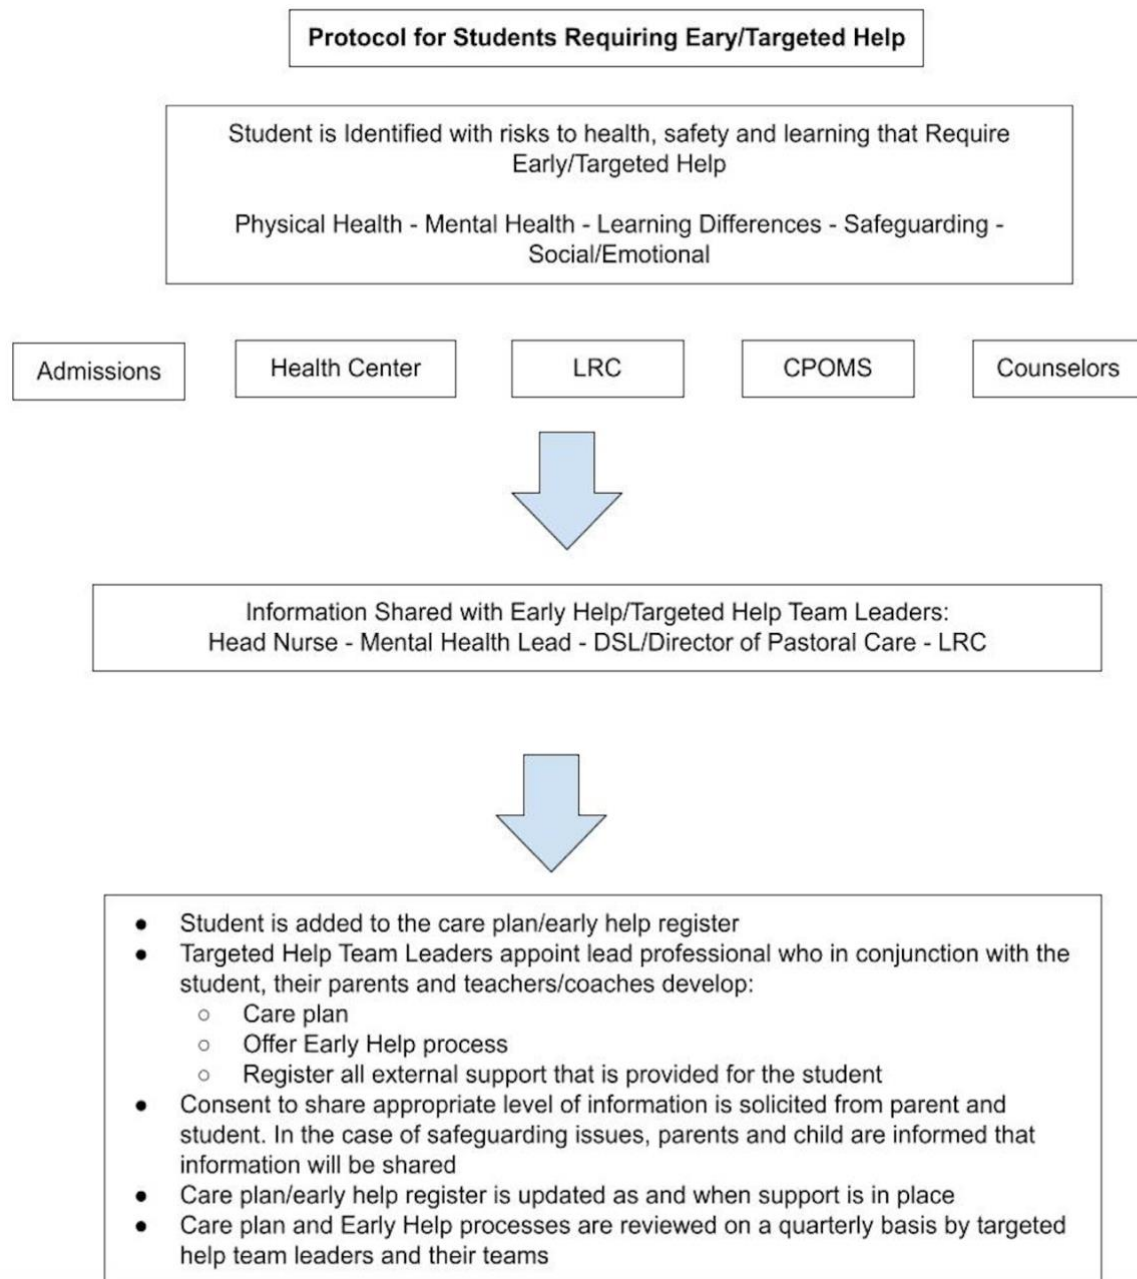 Protocol for Students Requiring Eary/Targeted Help
Student is Identified with risks to health, safety and learning that Require
Early/Targeted Help
Physical Health - Mental Health - Learning Differences - Safeguarding -
Social/Emotional
Admissions
Health Center
LRC
CPOMS
Counselors
Information Shared with Early Help/Targeted Help Team Leaders:
Head Nurse - Mental Health Lead - DSL/Director of Pastoral Care - LRC
● Student is added to the care plan/early help register
● Targeted Help Team Leaders appoint lead professional who in conjunction with the
student, their parents and teachers/coaches develop:
○ Care plan
○ Offer Early Help process
○ Register all external support that is provided for the student
● Consent to share appropriate level of information is solicited from parent and
student. In the case of safeguarding issues, parents and child are informed that
information will be shared
● Care plan/early help register is updated as and when support is in place
● Care plan and Early Help processes are reviewed on a quarterly basis by targeted
help team leaders and their teams